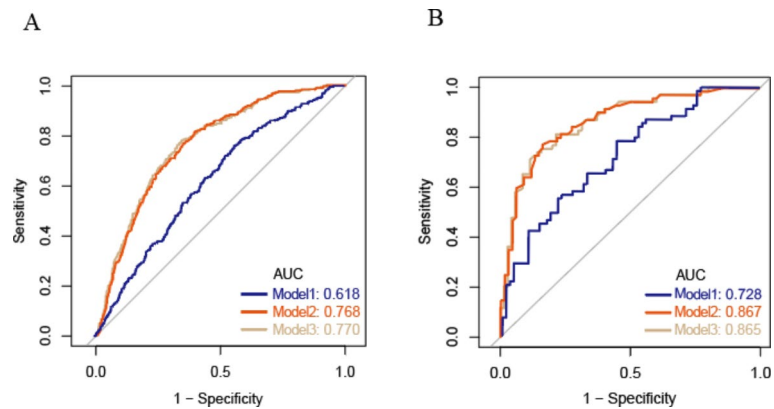 A
1.0
0.8
0.6
0.4
0.2
0.0
Sensitivity
AUC
Model1: 0.618
Model2: 0.768
Model3: 0.770
0.0 0.5 1.0
1 − Specificity
B
1.0
0.8
0.6
0.4
0.2
0.0
Sensitivity
AUC
Model1: 0.728
Model2: 0.867
Model3: 0.865
0.0 0.5 1.0
1 − Specificity